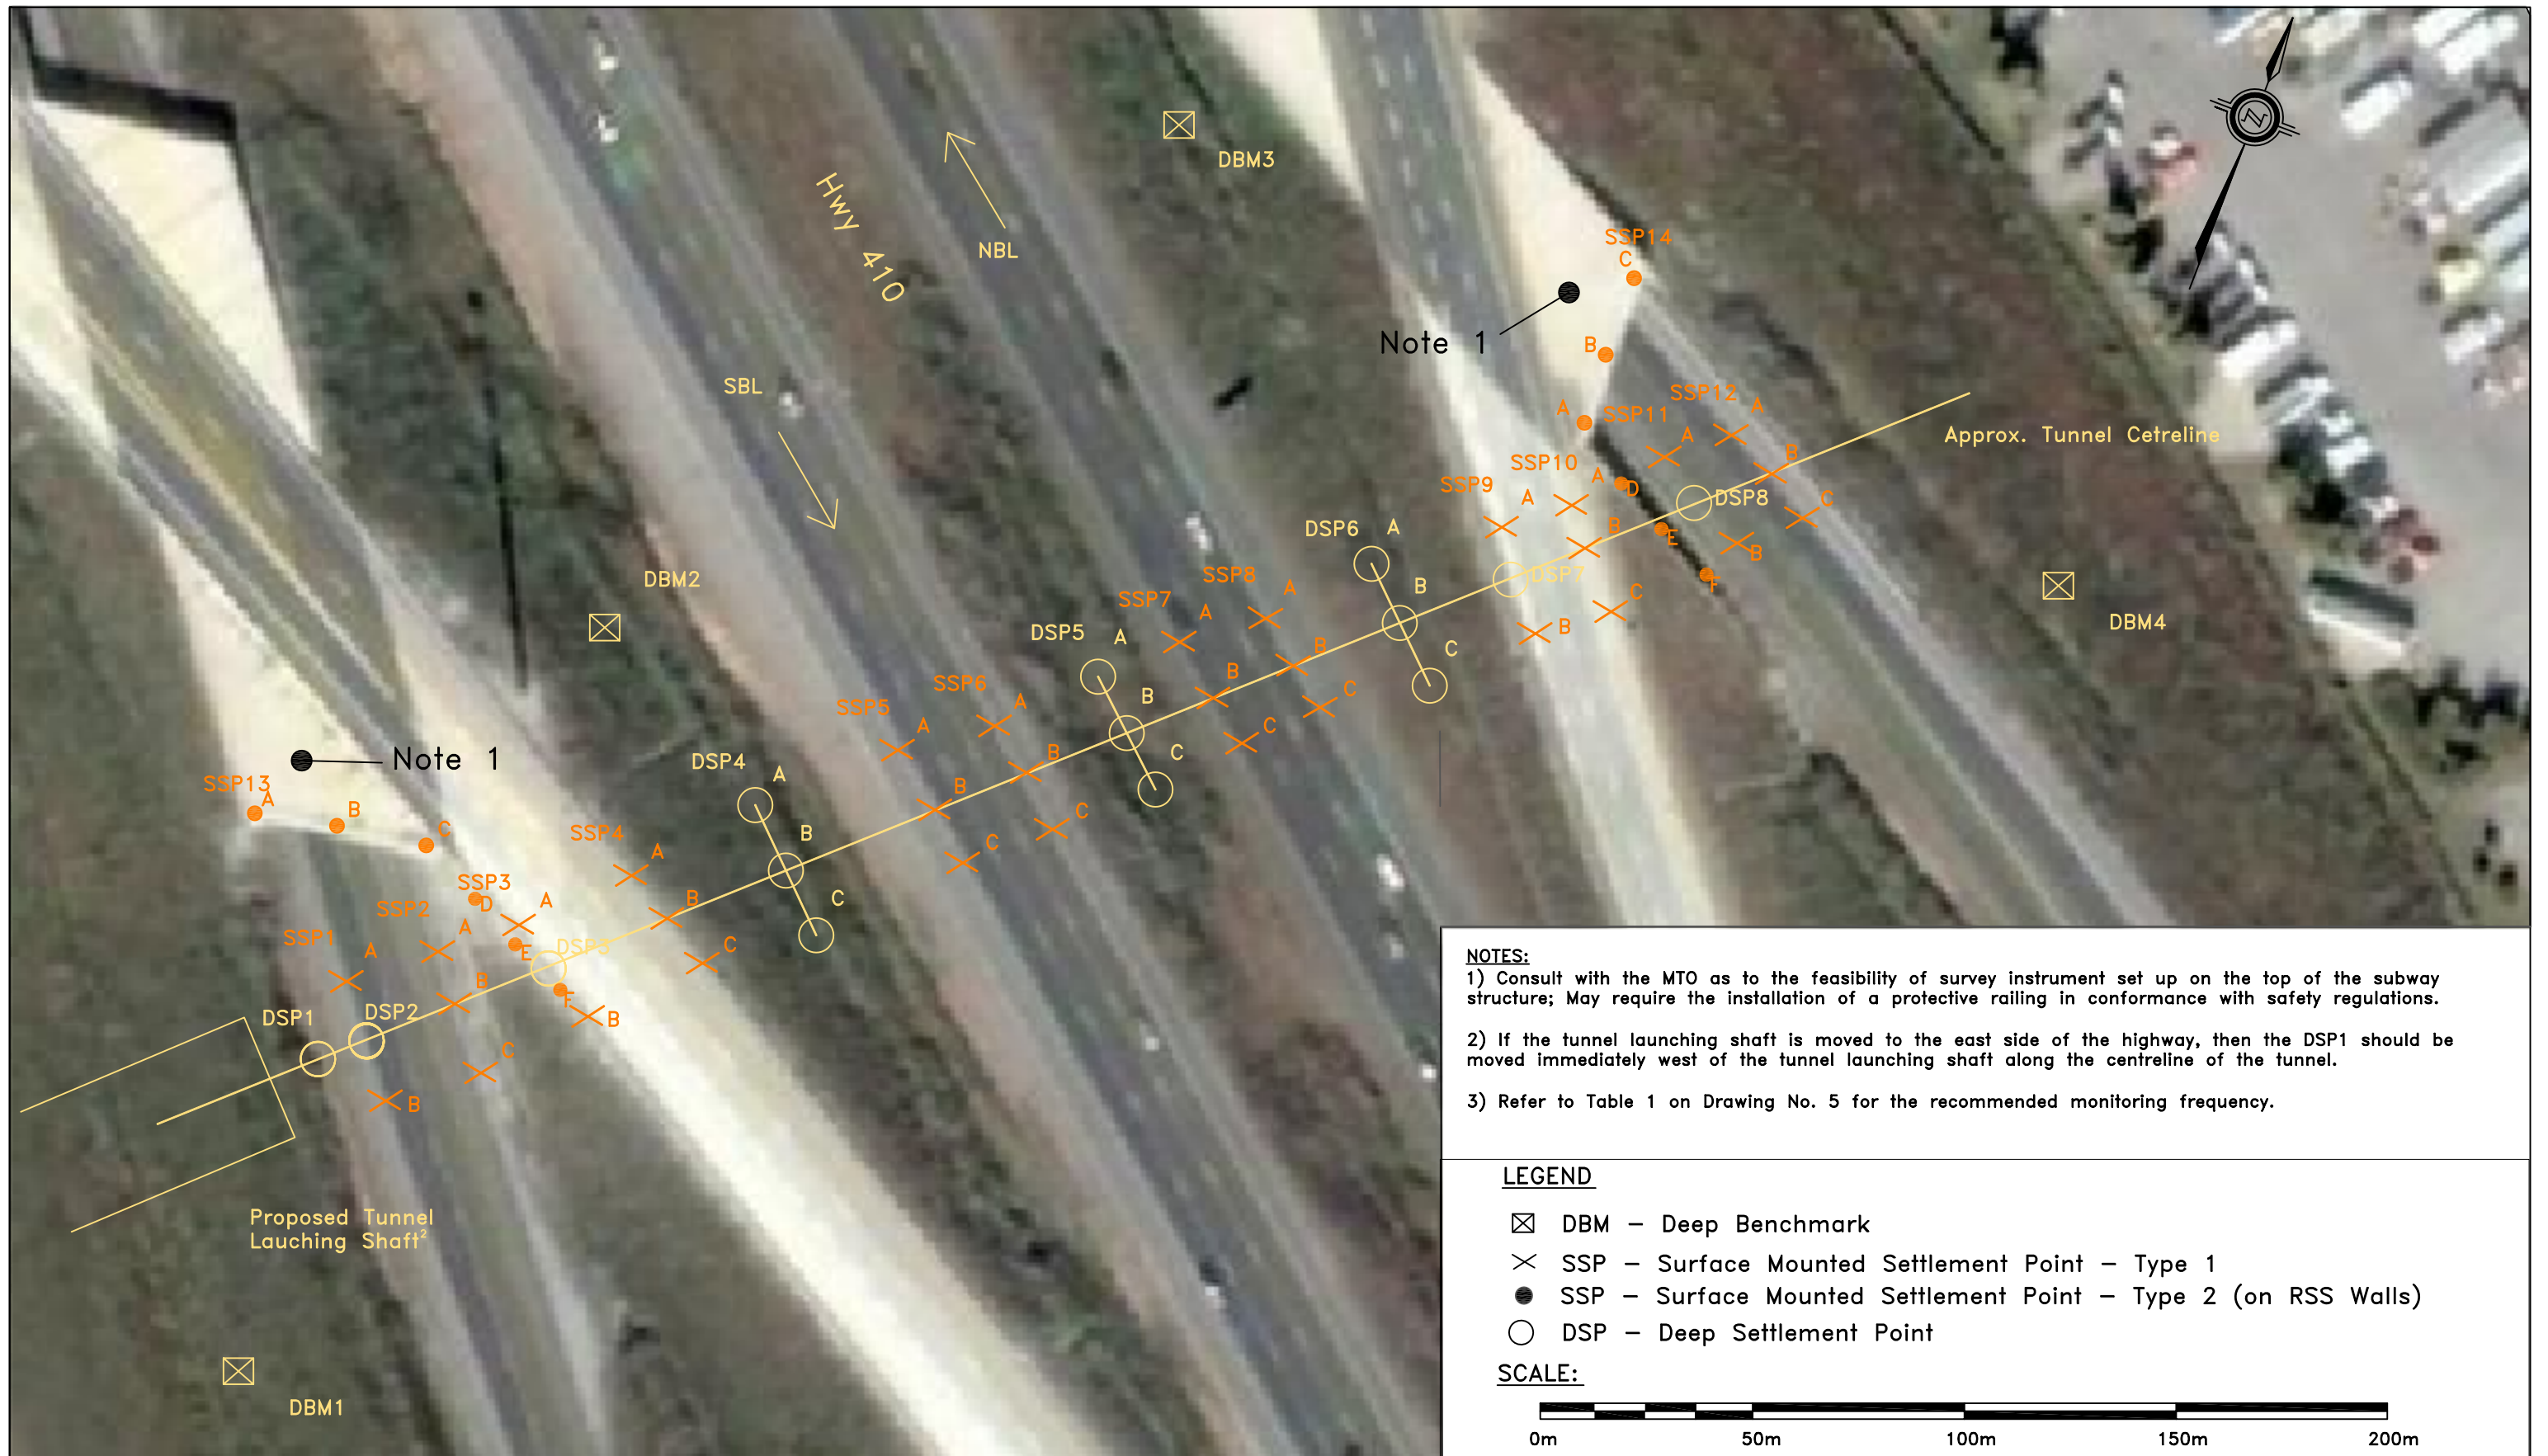 DBM3
Hwy 410
NBL
SSP14
C
Note 1
B
SBL
SSP12
A
A
SSP11
A
B
Approx. Tunnel Cetreline
SSP10
A
D
SSP9
A
C
DSP8
DSP6
A
B
E
B
DSP7
F
DBM2
SSP8
A
B
C
B
DBM4
SSP7
A
DSP5
A
B
C
B
C
SSP6
A
B
C
SSP5
A
B
C
C
Note 1
DSP4
A
B
C
SSP13
A
B
C
SSP4
A
B
C
SSP3
D
A
SSP2
A
E
DSP3
SSP1
A
B
F
B
DSP1
DSP2
C
B
Proposed Tunnel
Lauching Shaft²
DBM1
NOTES:
1) Consult with the MTO as to the feasibility of survey instrument set up on the top of the subway
structure; May require the installation of a protective railing in conformance with safety regulations.
2) If the tunnel launching shaft is moved to the east side of the highway, then the DSP1 should be
moved immediately west of the tunnel launching shaft along the centreline of the tunnel.
3) Refer to Table 1 on Drawing No. 5 for the recommended monitoring frequency.
LEGEND
DBM – Deep Benchmark
SSP – Surface Mounted Settlement Point – Type 1
SSP – Surface Mounted Settlement Point – Type 2 (on RSS Walls)
DSP – Deep Settlement Point
SCALE:
0m 50m 100m 150m 200m
N